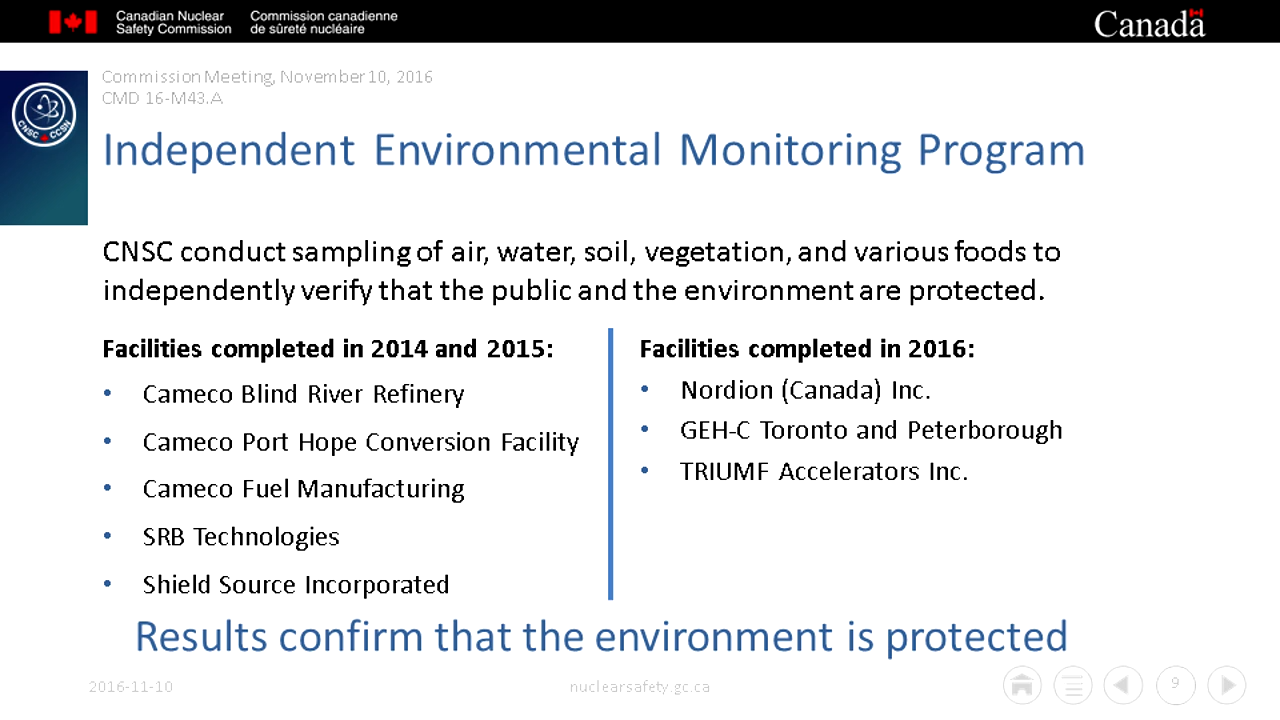 Canadian Nuclear
Safety Commission
Commission canadienne
de sûreté nucléaire
Canada
Commission Meeting, November 10, 2016
CMD 16-M43.A
CNSC CCSN
Independent Environmental Monitoring Program
CNSC conduct sampling of air, water, soil, vegetation, and various foods to
independently verify that the public and the environment are protected.
Facilities completed in 2014 and 2015:
• Cameco Blind River Refinery
• Cameco Port Hope Conversion Facility
• Cameco Fuel Manufacturing
• SRB Technologies
• Shield Source Incorporated
Facilities completed in 2016:
• Nordion (Canada) Inc.
• GEH-C Toronto and Peterborough
• TRIUMF Accelerators Inc.
Results confirm that the environment is protected
2016-11-10
nuclearsafety.gc.ca
9